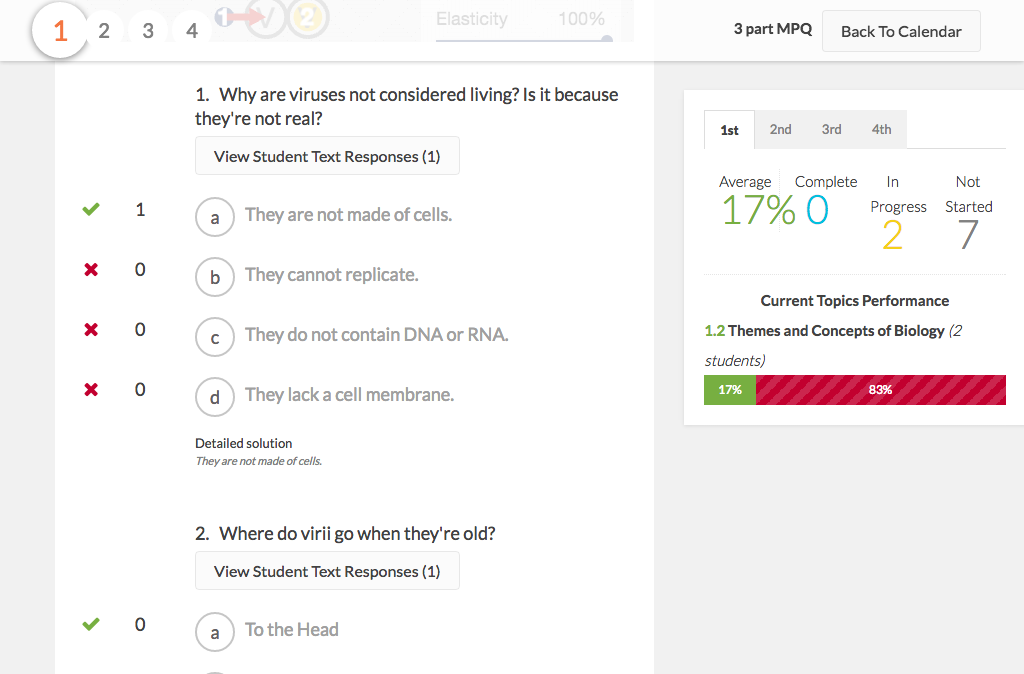 1 2 3 4 1 2 Elasticity 100% 3 part MPQ Back To Calendar
1. Why are viruses not considered living? Is it because
they're not real?
View Student Text Responses (1)
1 a They are not made of cells.
0 b They cannot replicate.
0 c They do not contain DNA or RNA.
0 d They lack a cell membrane.
Detailed solution
They are not made of cells.
2. Where do virii go when they're old?
View Student Text Responses (1)
0 a To the Head
1st 2nd 3rd 4th
Average Complete In Not
Progress Started
17% 0 2 7
Current Topics Performance
1.2 Themes and Concepts of Biology (2
students)
17% 83%